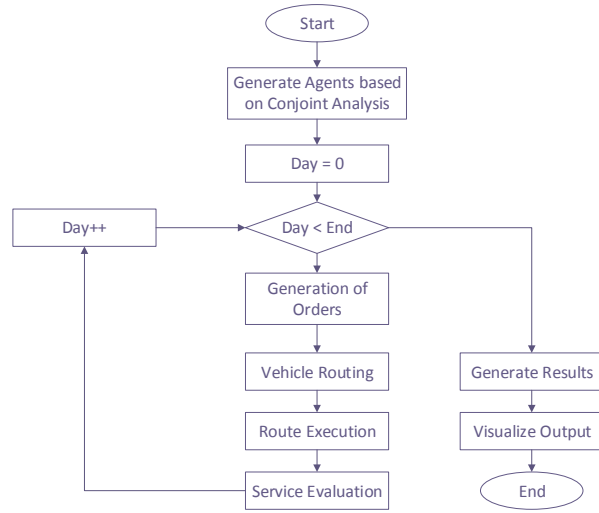 Start
Generate Agents based
on Conjoint Analysis
Day = 0
Day++
Day < End
Generation of
Orders
Vehicle Routing
Generate Results
Route Execution
Visualize Output
Service Evaluation
End